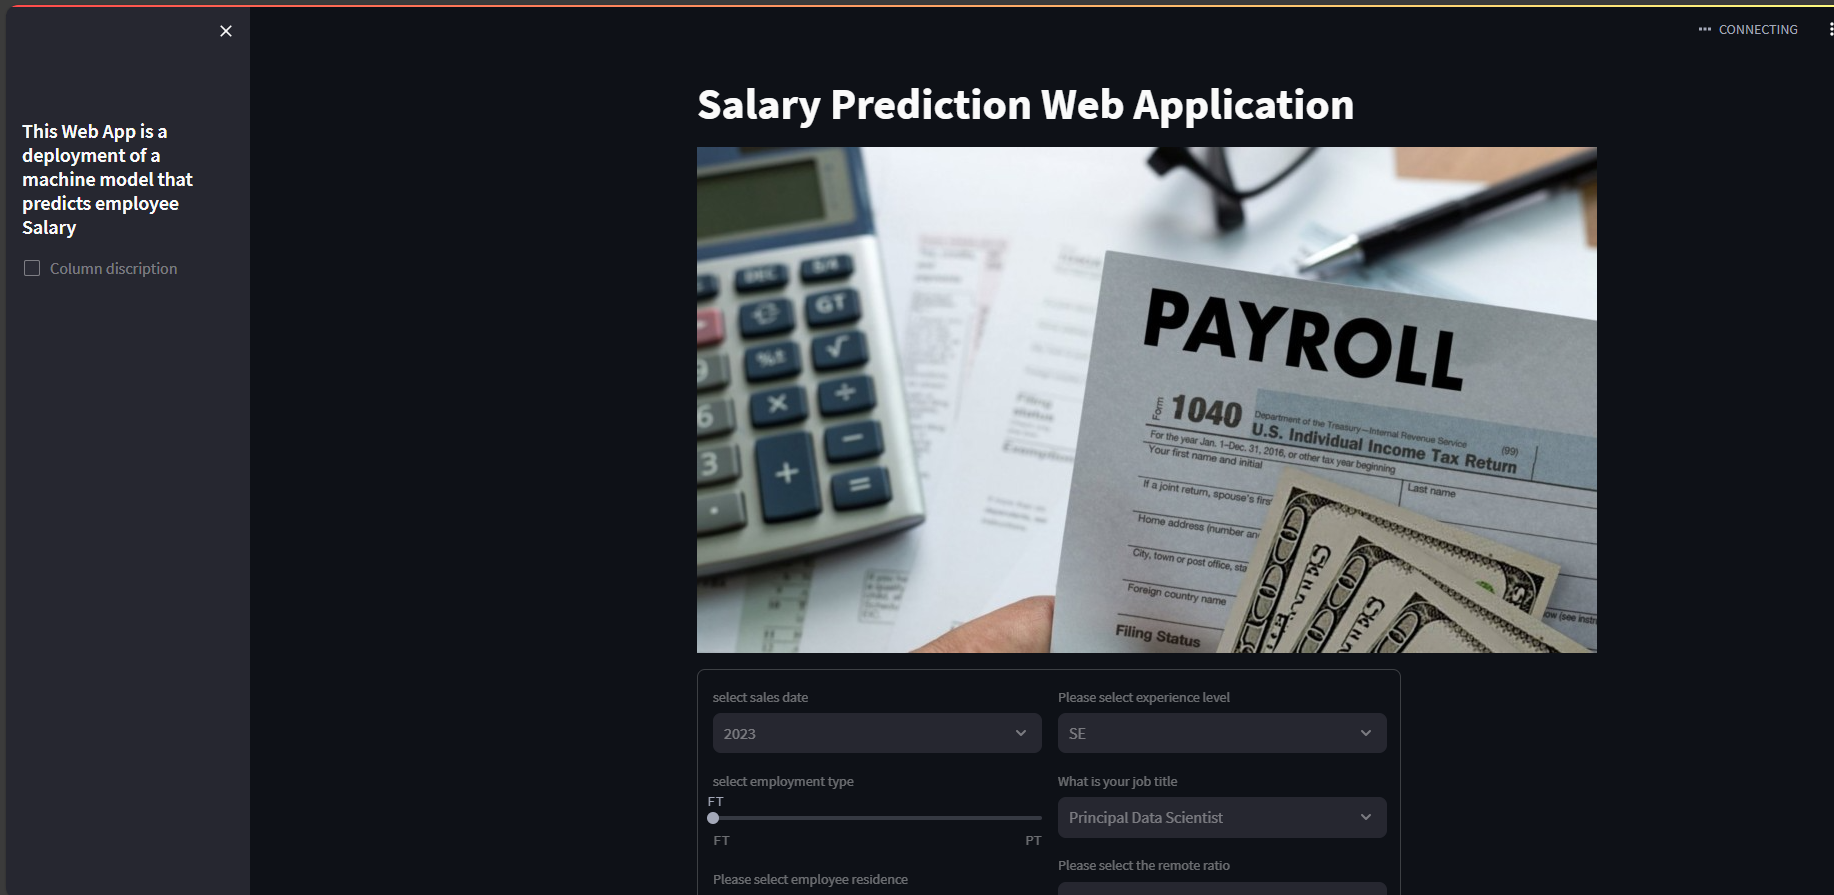 CONNECTING
This Web App is a
deployment of a
machine model that
predicts employee
Salary
Column discription
Salary Prediction Web Application
GT
%±
√
÷
×
−
6
3
+
=
PAYROLL
Form 1040
Department of the Treasury—Internal Revenue Service
(99)
U.S. Individual Income Tax Return
For the year Jan. 1–Dec. 31, 2016, or other tax year beginning
Your first name and initial
Last name
If a joint return, spouse's firs
Home address (number an
City, town or post office, sta
Foreign country name
Filing Status
select sales date
2023
Please select experience level
SE
select employment type
FT
FT
PT
What is your job title
Principal Data Scientist
Please select the remote ratio
Please select employee residence